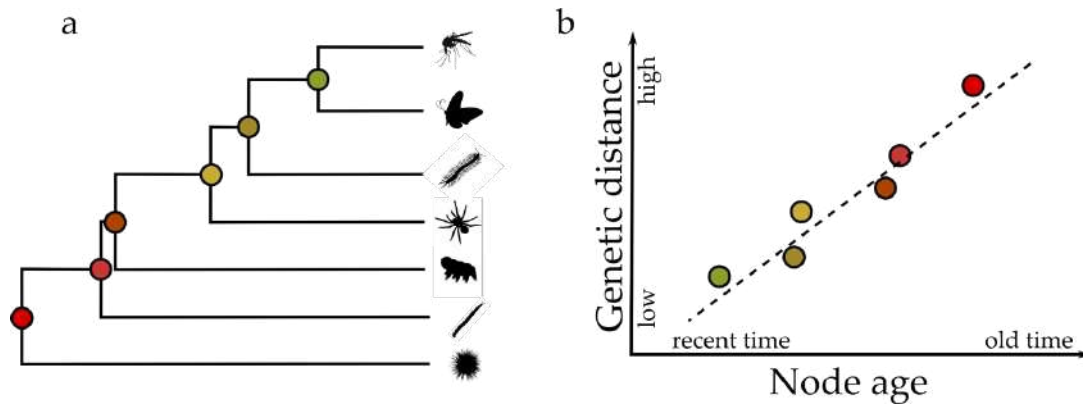 a
b
Genetic distance
low
high
recent time
old time
Node age